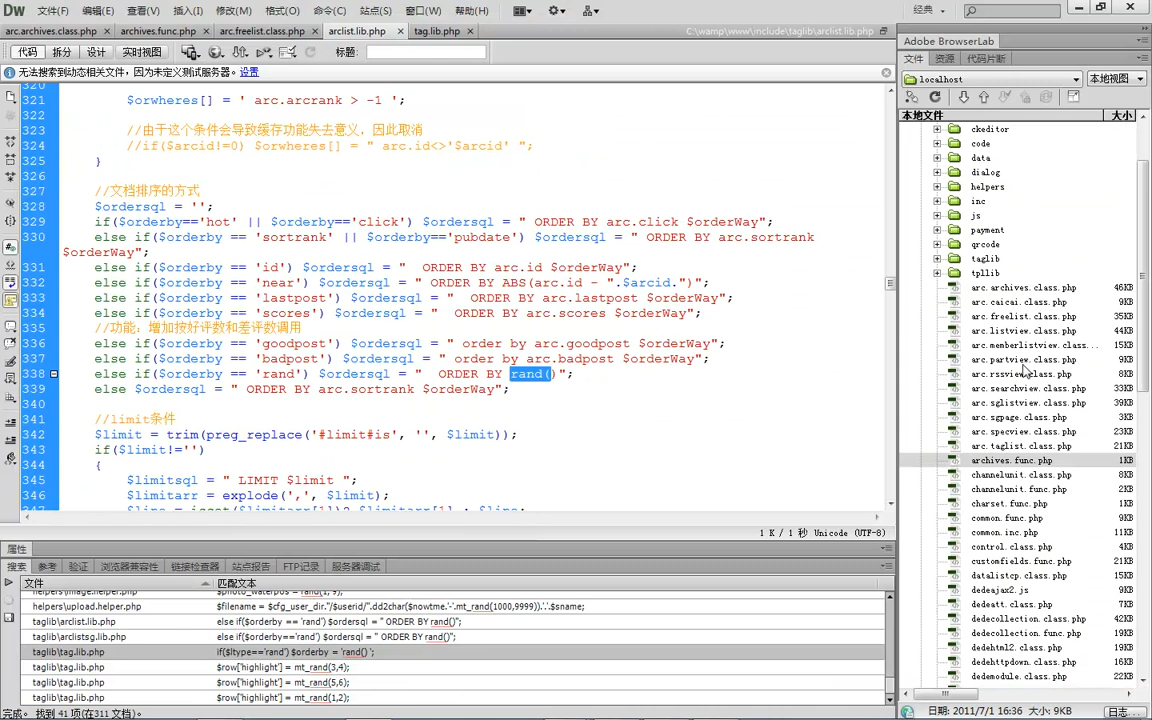 Dw 文件(F) 编辑(E) 查看(V) 插入(I) 修改(M) 格式(O) 命令(C) 站点(S) 窗口(W) 帮助(H) 经典
arc.archives.class.php × archives.func.php × arc.freelist.class.php × arclist.lib.php × tag.lib.php × C:\wamp\www\include\taglib\arclist.lib.php
代码 拆分 设计 实时视图 标题:
无法搜索到动态相关文件，因为未定义测试服务器。 设置
320
321 $orwheres[] = ' arc.arcrank > -1 ';
322
323 //由于这个条件会导致缓存功能失去意义，因此取消
324 //if($arcid!=0) $orwheres[] = " arc.id<>'$arcid' ";
325 }
326
327 //文档排序的方式
328 $ordersql = '';
329 if($orderby=='hot' || $orderby=='click') $ordersql = " ORDER BY arc.click $orderWay";
330 else if($orderby == 'sortrank' || $orderby=='pubdate') $ordersql = " ORDER BY arc.sortrank
$orderWay";
331 else if($orderby == 'id') $ordersql = "  ORDER BY arc.id $orderWay";
332 else if($orderby == 'near') $ordersql = " ORDER BY ABS(arc.id - ".$arcid.")";
333 else if($orderby == 'lastpost') $ordersql = "  ORDER BY arc.lastpost $orderWay";
334 else if($orderby == 'scores') $ordersql = "  ORDER BY arc.scores $orderWay";
335 //功能：增加按好评数和差评数调用
336 else if($orderby == 'goodpost') $ordersql = " order by arc.goodpost $orderWay";
337 else if($orderby == 'badpost') $ordersql = " order by arc.badpost $orderWay";
338 else if($orderby == 'rand') $ordersql = "  ORDER BY rand()";
339 else $ordersql = " ORDER BY arc.sortrank $orderWay";
340
341 //limit条件
342 $limit = trim(preg_replace('#limit#is', '', $limit));
343 if($limit!='')
344 {
345 $limitsql = " LIMIT $limit ";
346 $limitarr = explode(',', $limit);
1 K / 1 秒 Unicode (UTF-8)
属性
搜索 参考 验证 浏览器兼容性 链接检查器 站点报告 FTP记录 服务器调试
文件 匹配文本
helpers\image.helper.php $photo_waterpos = rand(1, 9);
helpers\upload.helper.php $filename = $cfg_user_dir."/$userid/".dd2char($nowtme.'-'.mt_rand(1000,9999)).'.'.$sname;
taglib\arclist.lib.php else if($orderby == 'rand') $ordersql = " ORDER BY rand()";
taglib\arclistsg.lib.php else if($orderby=='rand') $ordersql = " ORDER BY rand()";
taglib\tag.lib.php if($ltype=='rand') $orderby = 'rand() ';
taglib\tag.lib.php $row['highlight'] = mt_rand(3,4);
taglib\tag.lib.php $row['highlight'] = mt_rand(5,6);
taglib\tag.lib.php $row['highlight'] = mt_rand(1,2);
完成。 找到 41 项(在311 文档)。
Adobe BrowserLab
文件 资源 代码片断
localhost 本地视图
本地文件 大小
ckeditor
code
data
dialog
helpers
inc
js
payment
qrcode
taglib
tpllib
arc.archives.class.php 46KB
arc.caicai.class.php 9KB
arc.freelist.class.php 35KB
arc.listview.class.php 44KB
arc.memberlistview.class... 15KB
arc.partview.class.php 9KB
arc.rssview.class.php 8KB
arc.searchview.class.php 33KB
arc.sglistview.class.php 39KB
arc.sgpage.class.php 3KB
arc.specview.class.php 23KB
arc.taglist.class.php 21KB
archives.func.php 1KB
channelunit.class.php 8KB
channelunit.func.php 2KB
charset.func.php 1KB
common.func.php 9KB
common.inc.php 11KB
control.class.php 4KB
customfields.func.php 21KB
datalistcp.class.php 15KB
dedeajax2.js 9KB
dedeatt.class.php 1KB
dedecollection.class.php 42KB
dedecollection.func.php 19KB
dedehtml2.class.php 19KB
dedehttpdown.class.php 16KB
dedemodule.class.php 22KB
日期: 2011/7/1 16:36 大小: 9KB 日志...